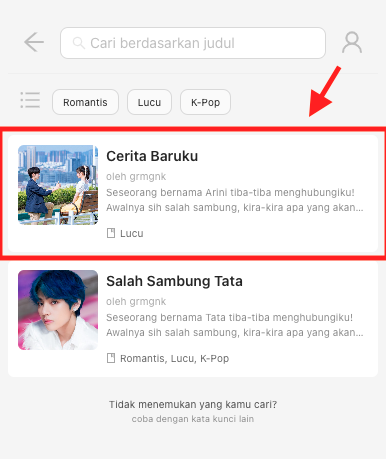 Cari berdasarkan judul
Romantis
Lucu
K-Pop
Cerita Baruku
oleh grmgnk
Seseorang bernama Arini tiba-tiba menghubungiku!
Awalnya sih salah sambung, kira-kira apa yang akan...
Lucu
Salah Sambung Tata
oleh grmgnk
Seseorang bernama Tata tiba-tiba menghubungiku!
Awalnya sih salah sambung, kira-kira apa yang akan...
Romantis, Lucu, K-Pop
Tidak menemukan yang kamu cari?
coba dengan kata kunci lain